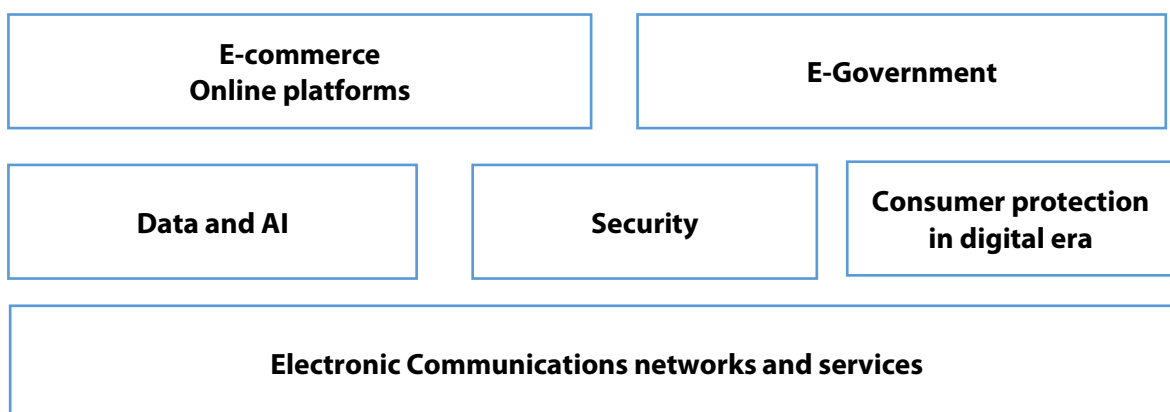 E-commerce
Online platforms
E-Government
Data and AI
Security
Consumer protection
in digital era
Electronic Communications networks and services